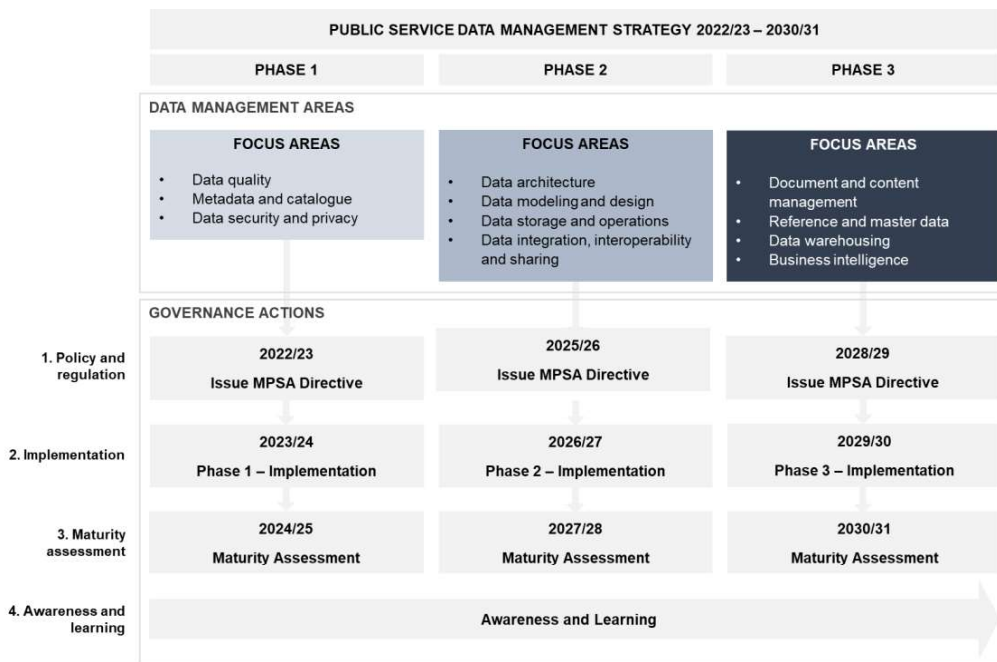 PUBLIC SERVICE DATA MANAGEMENT STRATEGY 2022/23 – 2030/31
PHASE 1
PHASE 2
PHASE 3
DATA MANAGEMENT AREAS
FOCUS AREAS
• Data quality
• Metadata and catalogue
• Data security and privacy
FOCUS AREAS
• Data architecture
• Data modeling and design
• Data storage and operations
• Data integration, interoperability
and sharing
FOCUS AREAS
• Document and content
management
• Reference and master data
• Data warehousing
• Business intelligence
GOVERNANCE ACTIONS
1. Policy and
regulation
2022/23
Issue MPSA Directive
2025/26
Issue MPSA Directive
2028/29
Issue MPSA Directive
2. Implementation
2023/24
Phase 1 – Implementation
2026/27
Phase 2 – Implementation
2029/30
Phase 3 – Implementation
3. Maturity
assessment
2024/25
Maturity Assessment
2027/28
Maturity Assessment
2030/31
Maturity Assessment
4. Awareness and
learning
Awareness and Learning